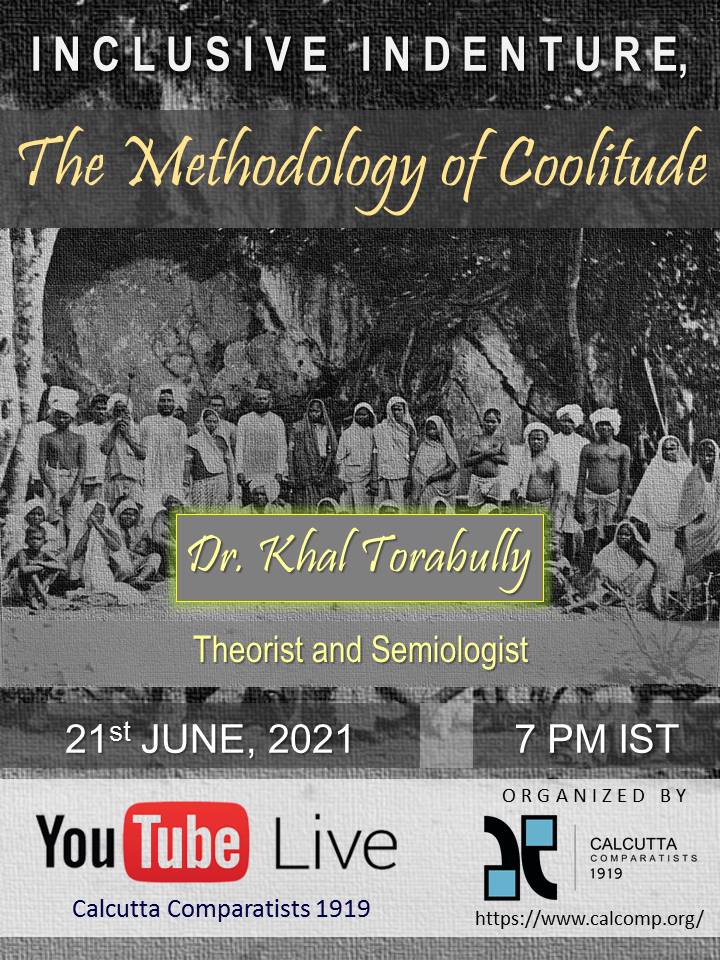 INCLUSIVE INDENTURE,
The Methodology of Coolitude
Dr. Khal Torabully
Theorist and Semiologist
21st JUNE, 2021
7 PM IST
YouTube Live
Calcutta Comparatists 1919
ORGANIZED BY
CALCUTTA
COMPARATISTS
1919
https://www.calcomp.org/